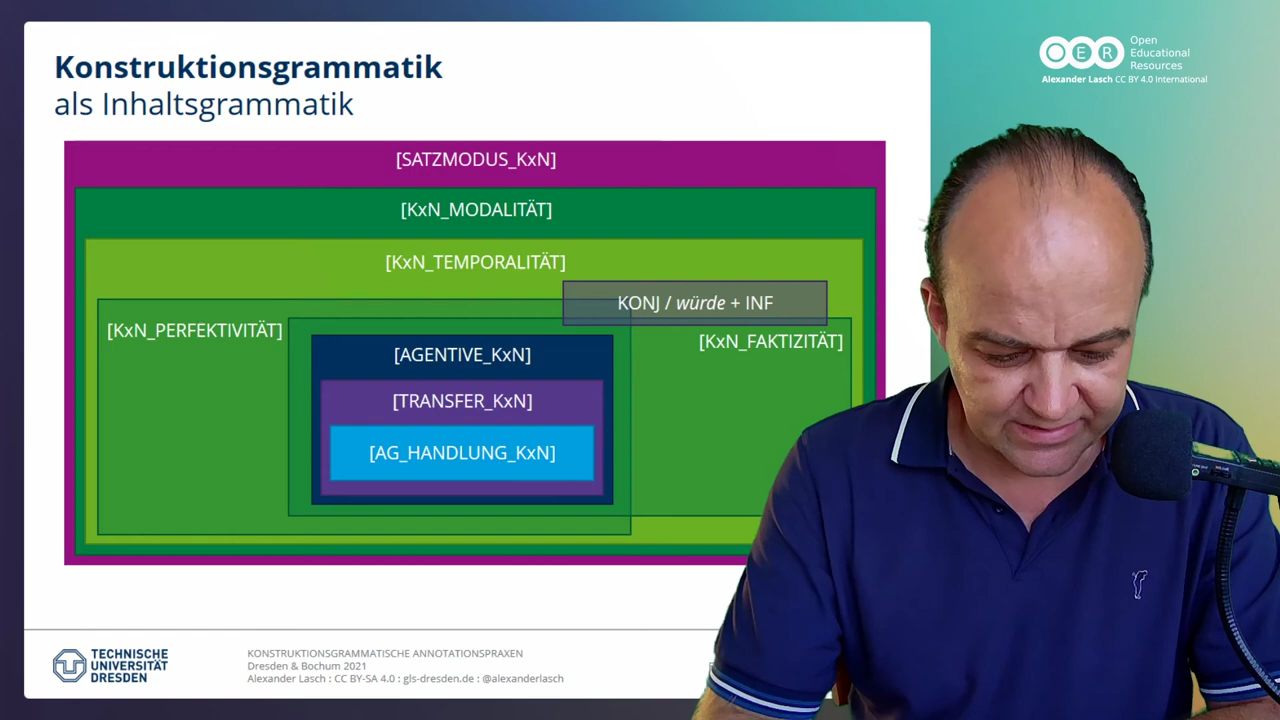 Konstruktionsgrammatik
als Inhaltsgrammatik
[SATZMODUS_KxN]
[KxN_MODALITÄT]
[KxN_TEMPORALITÄT]
KONJ / würde + INF
[KxN_PERFEKTIVITÄT]
[KxN_FAKTIZITÄT]
[AGENTIVE_KxN]
[TRANSFER_KxN]
[AG_HANDLUNG_KxN]
TECHNISCHE
UNIVERSITÄT
DRESDEN
KONSTRUKTIONSGRAMMATISCHE ANNOTATIONSPRAXEN
Dresden & Bochum 2021
Alexander Lasch : CC BY-SA 4.0 : gls-dresden.de : @alexanderlasch
OER
Open
Educational
Resources
Alexander Lasch CC BY 4.0 International